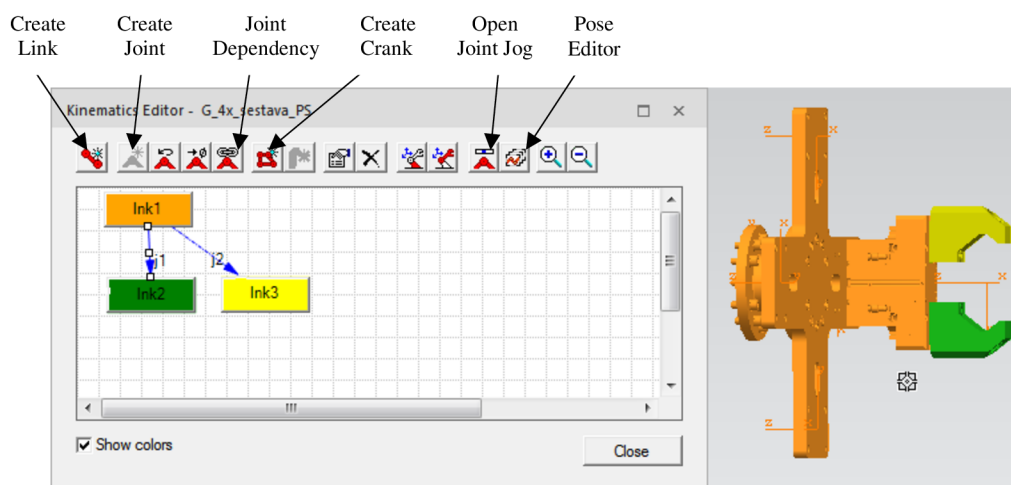 Create
Link
Create
Joint
Joint
Dependency
Create
Crank
Open
Joint Jog
Pose
Editor
Kinematics Editor - G_4x_sestava_PS
lnk1
j1
j2
lnk2
lnk3
Show colors
Close
z
x
x
z
x
z
x